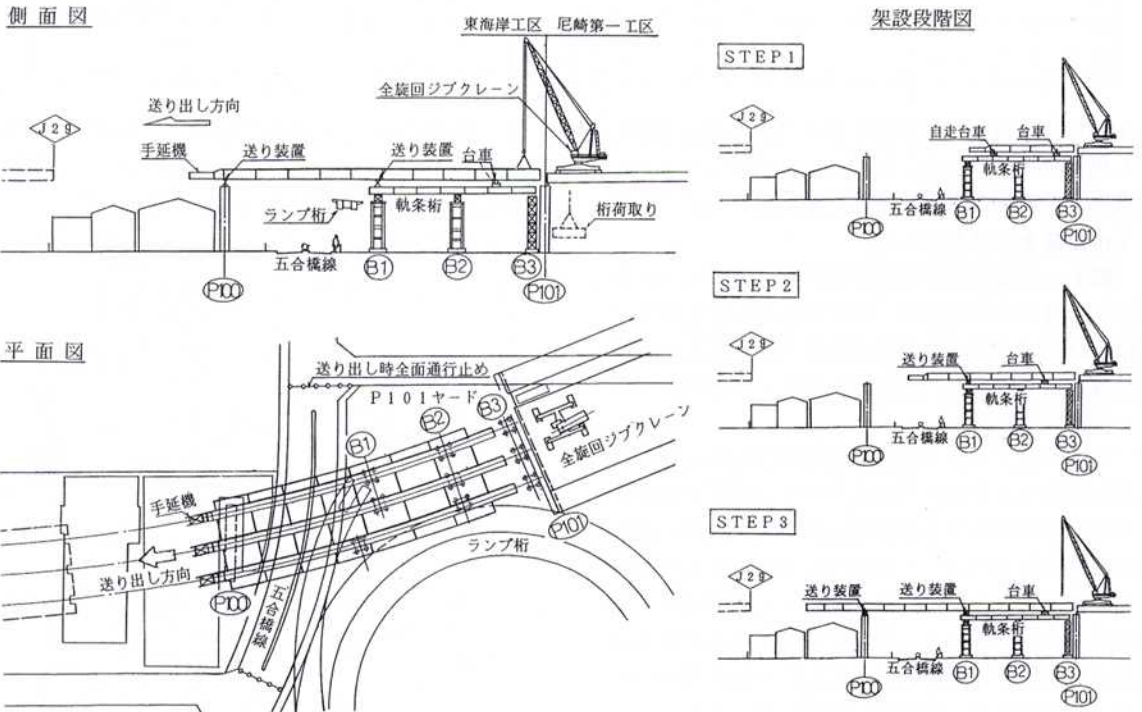 側面図
東海岸工区 尼崎第一工区
全旋回ジブクレーン
送り出し方向
J29
手延機
送り装置
送り装置
台車
ランプ桁
軌条桁
桁荷取り
五合橋線
B1
B2
B3
P100
P101
平面図
送り出し時全面通行止め
P101ヤード
B3
B2
B1
全旋回ジブクレーン
手延機
送り出し方向
P100
五合橋線
ランプ桁
P101
架設段階図
STEP1
J29
自走台車
台車
軌条桁
五合橋線
P100
B1
B2
B3
P101
STEP2
J29
送り装置
台車
軌条桁
五合橋線
P100
B1
B2
B3
P101
STEP3
J29
送り装置
送り装置
台車
軌条桁
五合橋線
P100
B1
B2
B3
P101